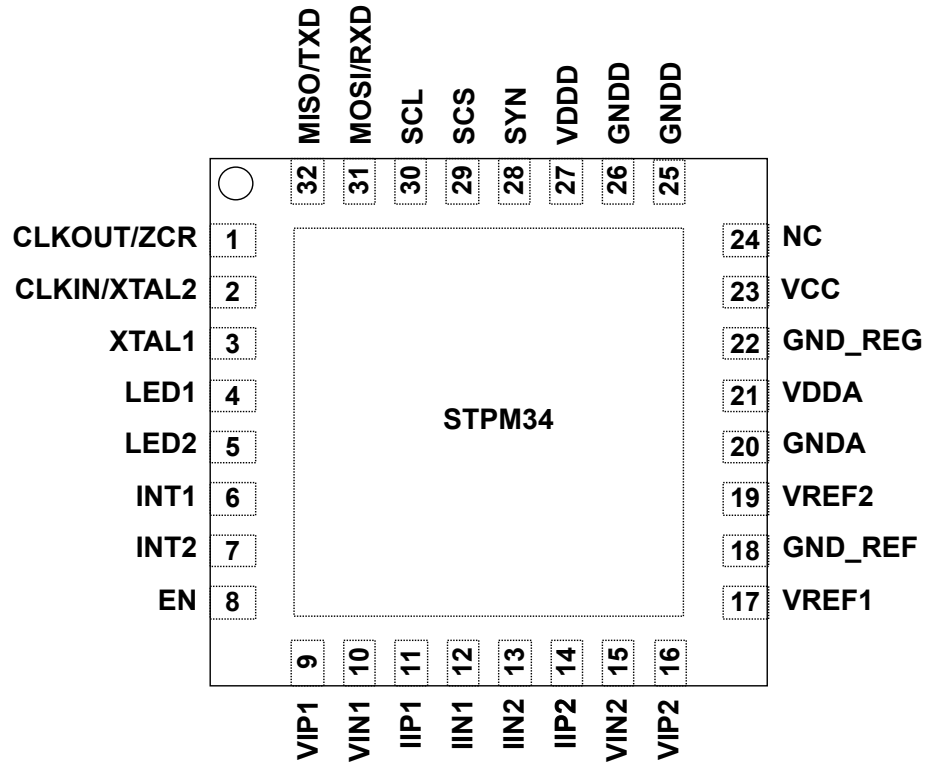 MISO/TXD
MOSI/RXD
SCL
SCS
SYN
VDDD
GNDD
GNDD
32
31
30
29
28
27
26
25
CLKOUT/ZCR 1
CLKIN/XTAL2 2
XTAL1 3
LED1 4
LED2 5
INT1 6
INT2 7
EN 8
STPM34
24 NC
23 VCC
22 GND_REG
21 VDDA
20 GNDA
19 VREF2
18 GND_REF
17 VREF1
9
10
11
12
13
14
15
16
VIP1
VIN1
IIP1
IIN1
IIN2
IIP2
VIN2
VIP2